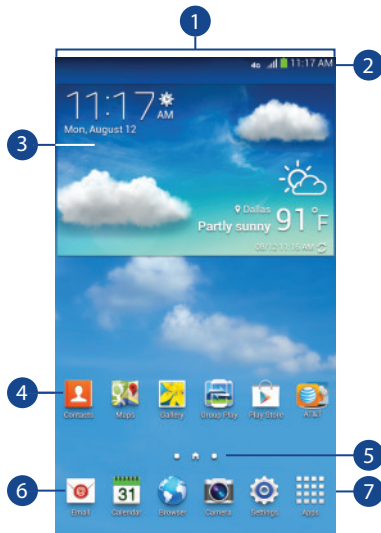 1
4G 11:17 AM
2
11:17 AM
Mon, August 12
3
Dallas
Partly sunny 91°F
08/12 11:16 AM
4
Contacts Maps Gallery Group Play Play Store AT&T
5
6
31
7
Email Calendar Browser Camera Settings Apps